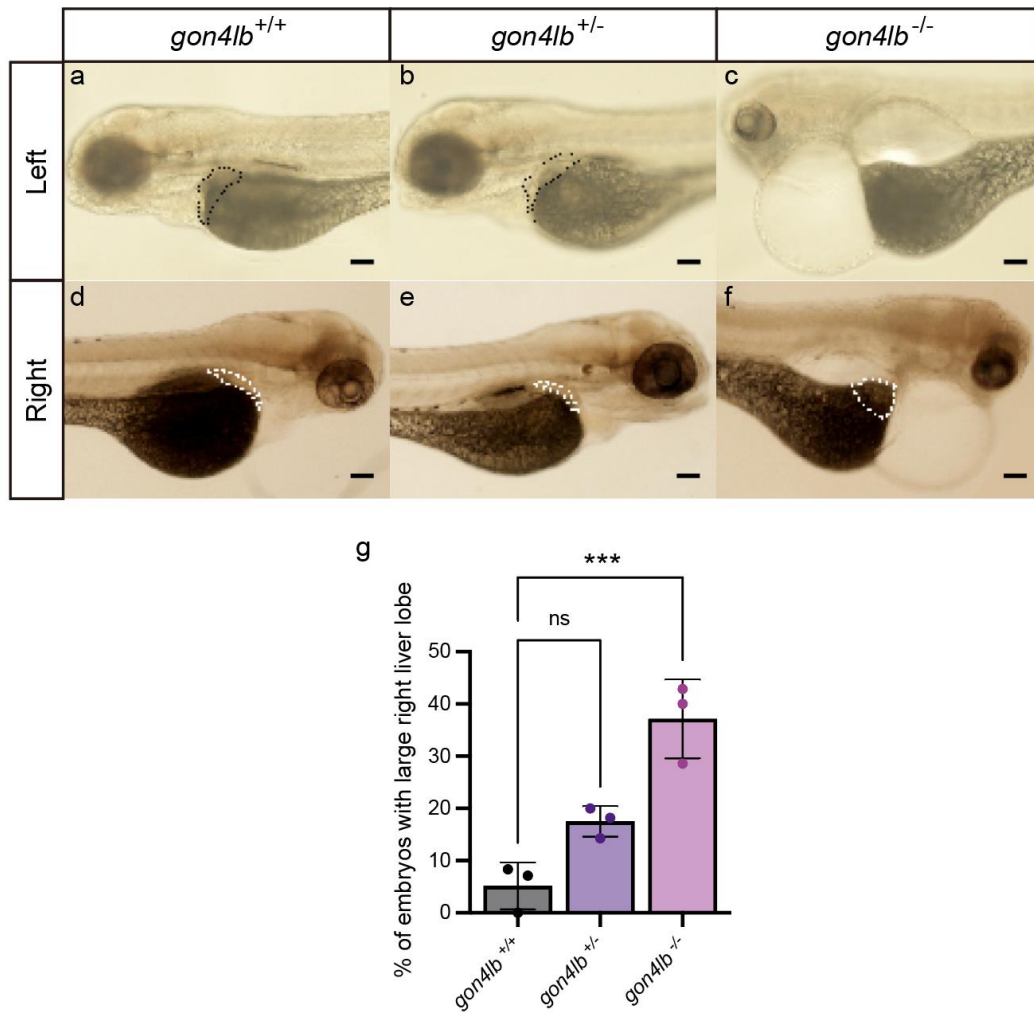 gon4lb+/+ gon4lb+/- gon4lb-/-
Left
a b c
Right
d e f
g
***
ns
% of embryos with large right liver lobe
50
40
30
20
10
0
gon4lb+/+ gon4lb+/- gon4lb-/-